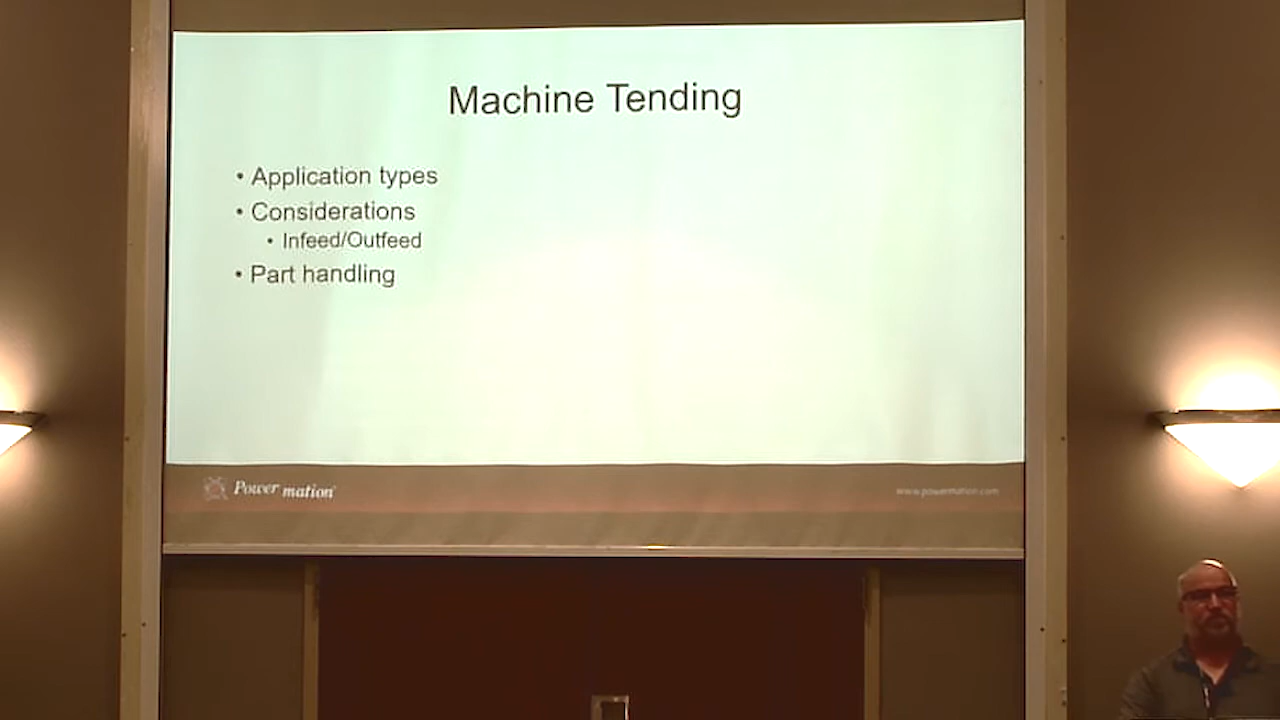 Machine Tending
• Application types
• Considerations
• Infeed/Outfeed
• Part handling
Power mation
www.powermation.com